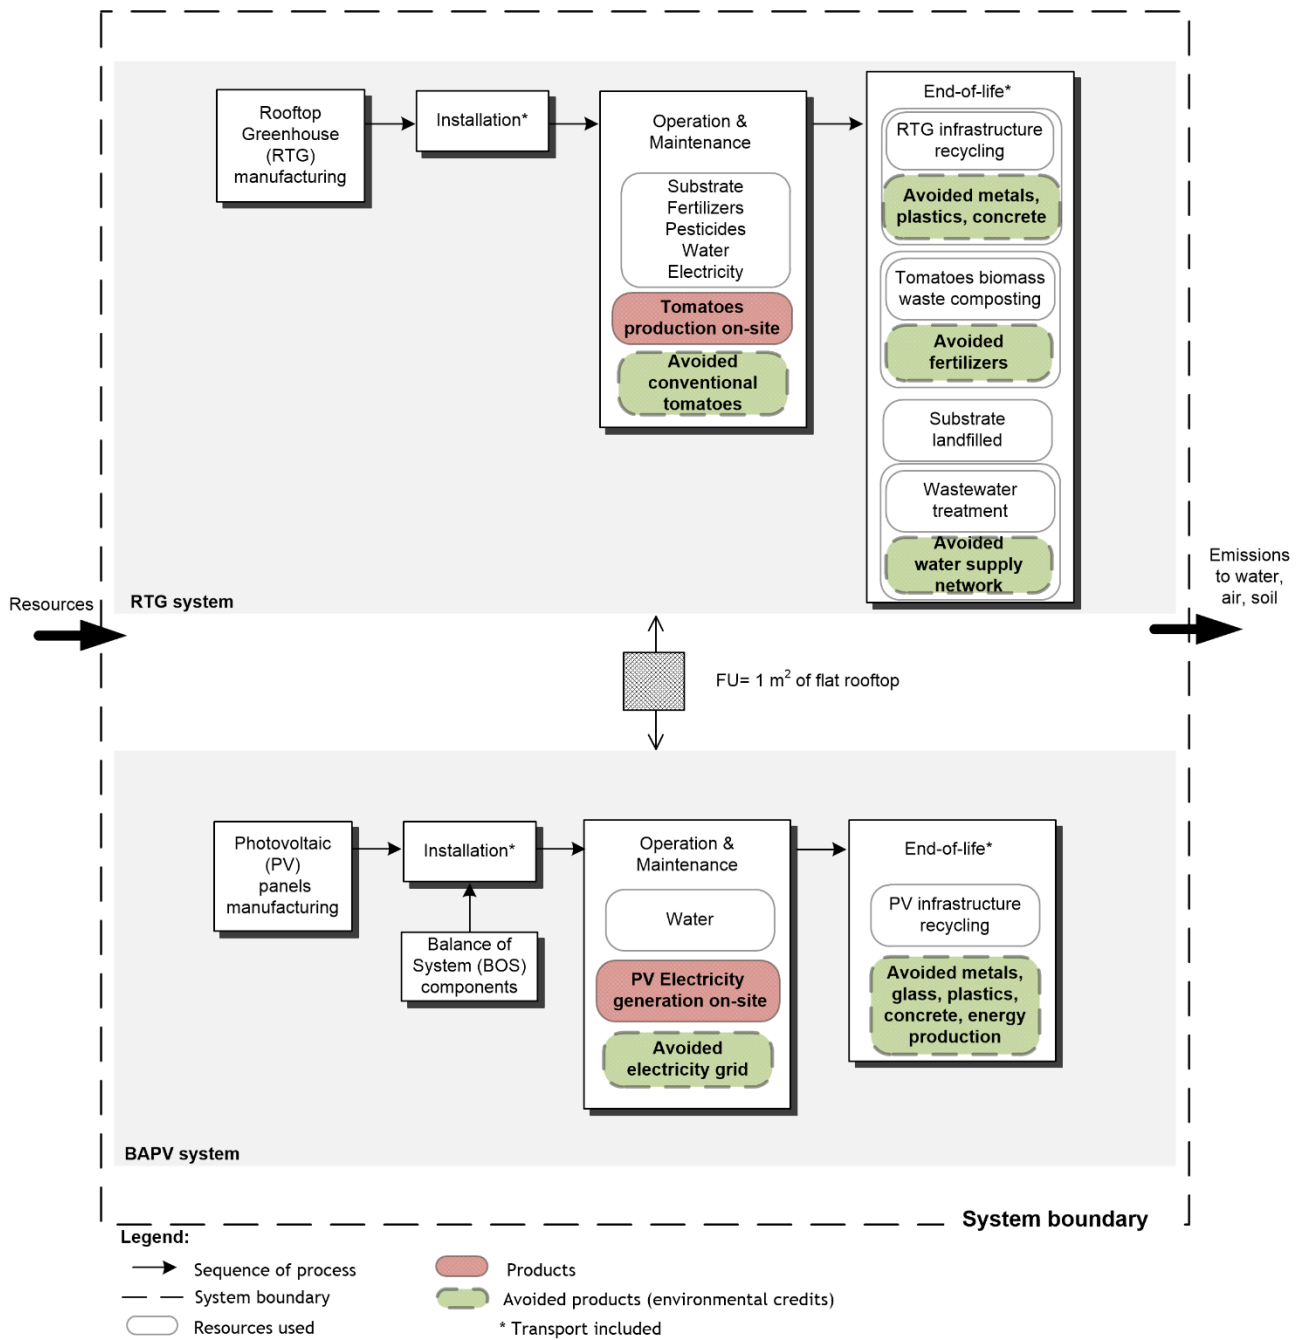 Rooftop
Greenhouse
(RTG)
manufacturing
Installation*
Operation &
Maintenance
Substrate
Fertilizers
Pesticides
Water
Electricity
Tomatoes
production on-site
Avoided
conventional
tomatoes
End-of-life*
RTG infrastructure
recycling
Avoided metals,
plastics, concrete
Tomatoes biomass
waste composting
Avoided
fertilizers
Substrate
landfilled
Wastewater
treatment
Avoided
water supply
network
RTG system
Resources
Emissions
to water,
air, soil
FU= 1 m² of flat rooftop
Photovoltaic
(PV)
panels
manufacturing
Installation*
Balance of
System (BOS)
components
Operation &
Maintenance
Water
PV Electricity
generation on-site
Avoided
electricity grid
End-of-life*
PV infrastructure
recycling
Avoided metals,
glass, plastics,
concrete, energy
production
BAPV system
System boundary
Legend:
Sequence of process
System boundary
Resources used
Products
Avoided products (environmental credits)
* Transport included